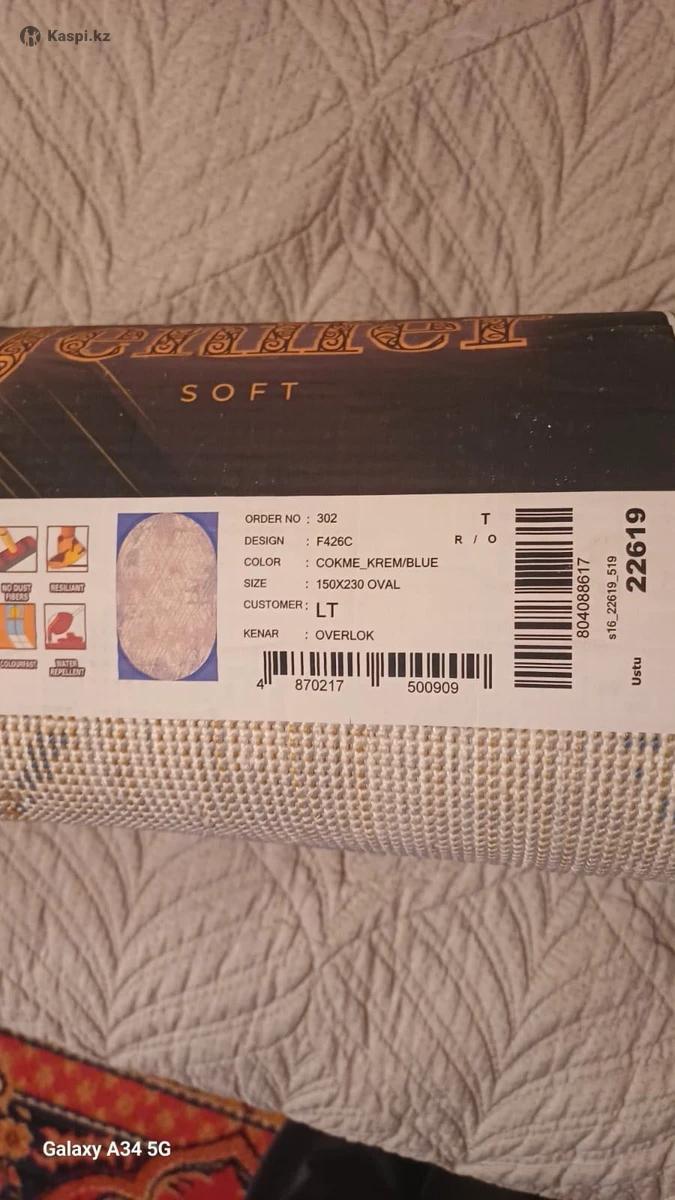 Kaspi.kz
SOFT
ORDER NO : 302
T
DESIGN : F426C
R / O
COLOR : COKME_KREM/BLUE
SIZE : 150X230 OVAL
CUSTOMER : LT
KENAR : OVERLOK
4 870217 500909
804088617
s16_22619_519
Ustu 22619
NO DUST FIBERS
RESILIANT
COLOURFAST
WATER REPELLENT
Galaxy A34 5G